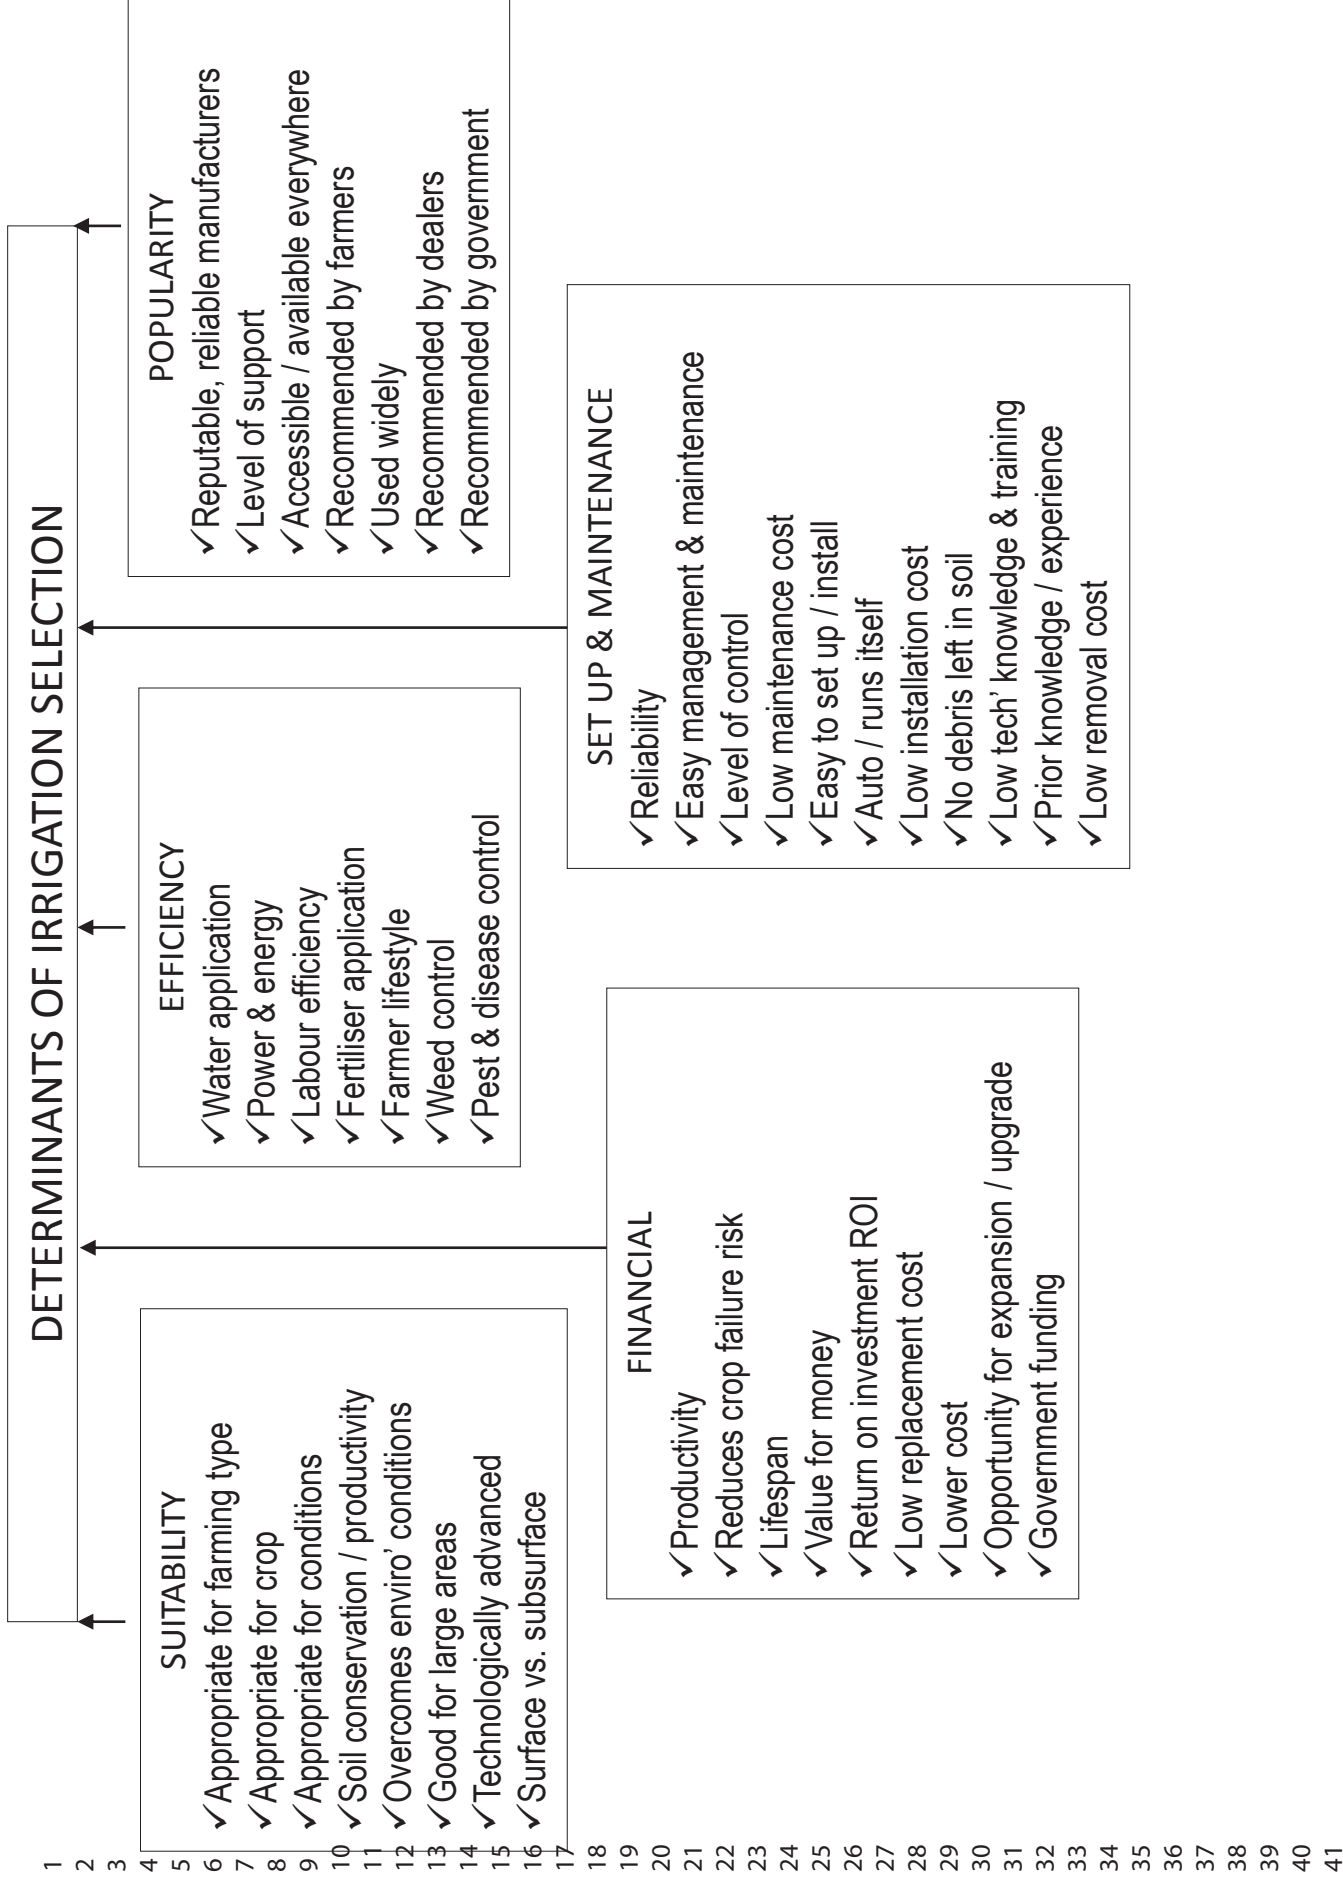 DETERMINANTS OF IRRIGATION SELECTION
SUITABILITY
✓Appropriate for farming type
✓Appropriate for crop
✓Appropriate for conditions
✓Soil conservation / productivity
✓Overcomes enviro’ conditions
✓Good for large areas
✓Technologically advanced
✓Surface vs. subsurface
EFFICIENCY
✓Water application
✓Power & energy
✓Labour efficiency
✓Fertiliser application
✓Farmer lifestyle
✓Weed control
✓Pest & disease control
POPULARITY
✓Reputable, reliable manufacturers
✓Level of support
✓Accessible / available everywhere
✓Recommended by farmers
✓Used widely
✓Recommended by dealers
✓Recommended by government
FINANCIAL
✓Productivity
✓Reduces crop failure risk
✓Lifespan
✓Value for money
✓Return on investment ROI
✓Low replacement cost
✓Lower cost
✓Opportunity for expansion / upgrade
✓Government funding
SET UP & MAINTENANCE
✓Reliability
✓Easy management & maintenance
✓Level of control
✓Low maintenance cost
✓Easy to set up / install
✓Auto / runs itself
✓Low installation cost
✓No debris left in soil
✓Low tech’ knowledge & training
✓Prior knowledge / experience
✓Low removal cost
1
2
3
4
5
6
7
8
9
10
11
12
13
14
15
16
17
18
19
20
21
22
23
24
25
26
27
28
29
30
31
32
33
34
35
36
37
38
39
40
41